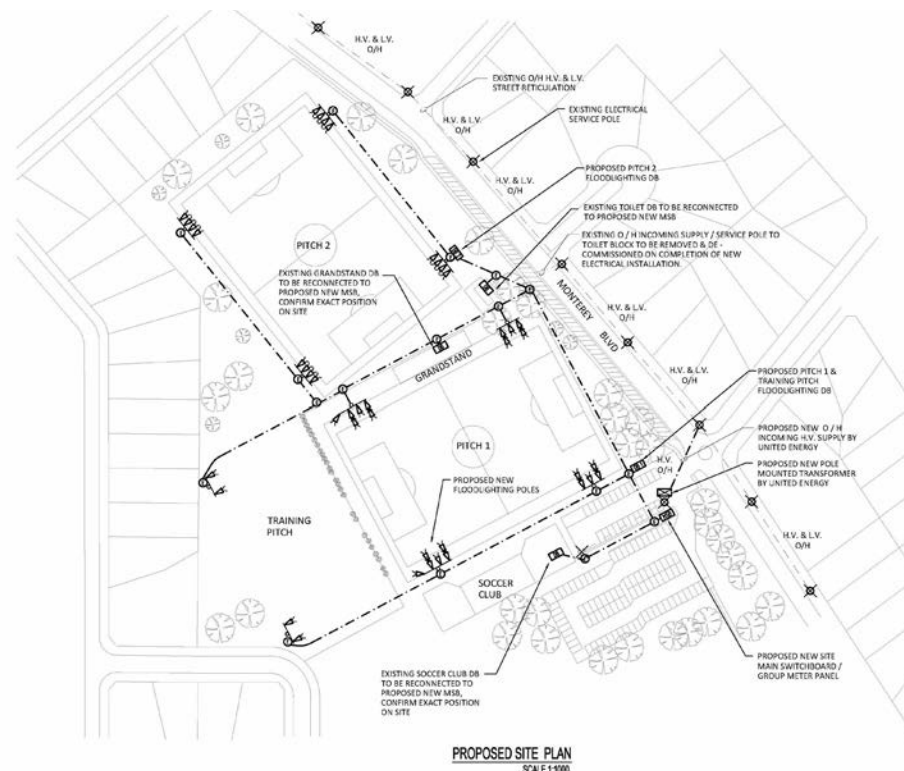 H.V. & L.V.
O/H
EXISTING O/H H.V. & L.V.
STREET RETICULATION
H.V. & L.V.
O/H
EXISTING ELECTRICAL
SERVICE POLE
H.V. & L.V.
O/H
PROPOSED PITCH 2
FLOODLIGHTING DB
EXISTING TOILET DB TO BE RECONNECTED
TO PROPOSED NEW MSB
EXISTING O / H INCOMING SUPPLY / SERVICE POLE TO
TOILET BLOCK TO BE REMOVED & DE -
COMMISSIONED ON COMPLETION OF NEW
ELECTRICAL INSTALLATION.
PITCH 2
EXISTING GRANDSTAND DB
TO BE RECONNECTED TO
PROPOSED NEW MSB,
CONFIRM EXACT POSITION
ON SITE
MONTEREY BLVD
H.V. & L.V.
O/H
H.V. & L.V.
O/H
GRANDSTAND
PROPOSED PITCH 1 &
TRAINING PITCH
FLOODLIGHTING DB
PITCH 1
PROPOSED NEW O / H
INCOMING H.V. SUPPLY BY
UNITED ENERGY
H.V.
O/H
PROPOSED NEW
FLOODLIGHTING POLES
PROPOSED NEW POLE
MOUNTED TRANSFORMER
BY UNITED ENERGY
TRAINING
PITCH
H.V. & L.V.
O/H
SOCCER
CLUB
EXISTING SOCCER CLUB DB
TO BE RECONNECTED TO
PROPOSED NEW MSB,
CONFIRM EXACT POSITION
ON SITE
PROPOSED NEW SITE
MAIN SWITCHBOARD /
GROUP METER PANEL
PROPOSED SITE PLAN
SCALE 1:1000